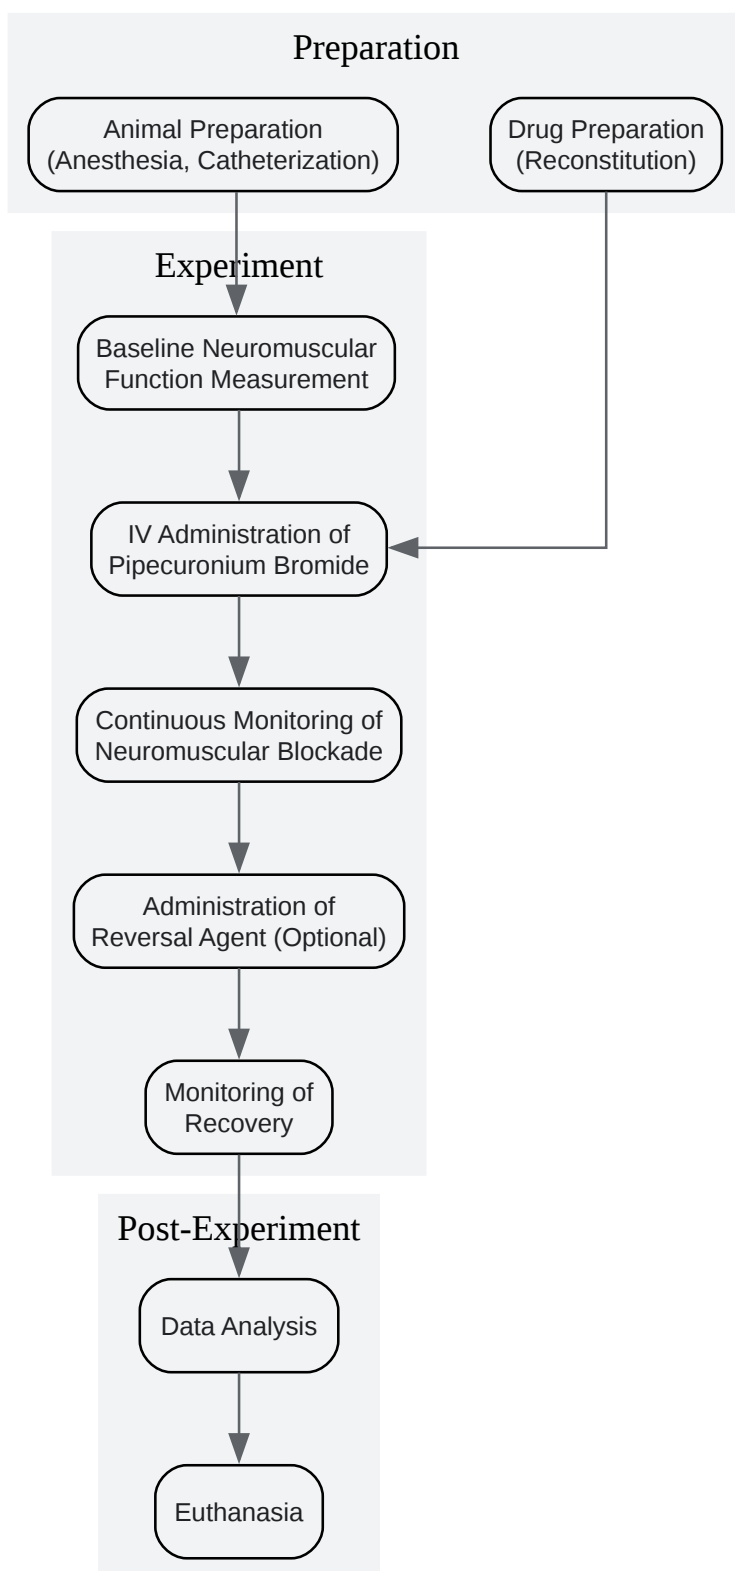 Preparation
Animal Preparation
(Anesthesia, Catheterization)
Drug Preparation
(Reconstitution)
Experiment
Baseline Neuromuscular
Function Measurement
IV Administration of
Pipecuronium Bromide
Continuous Monitoring of
Neuromuscular Blockade
Administration of
Reversal Agent (Optional)
Monitoring of
Recovery
Post-Experiment
Data Analysis
Euthanasia